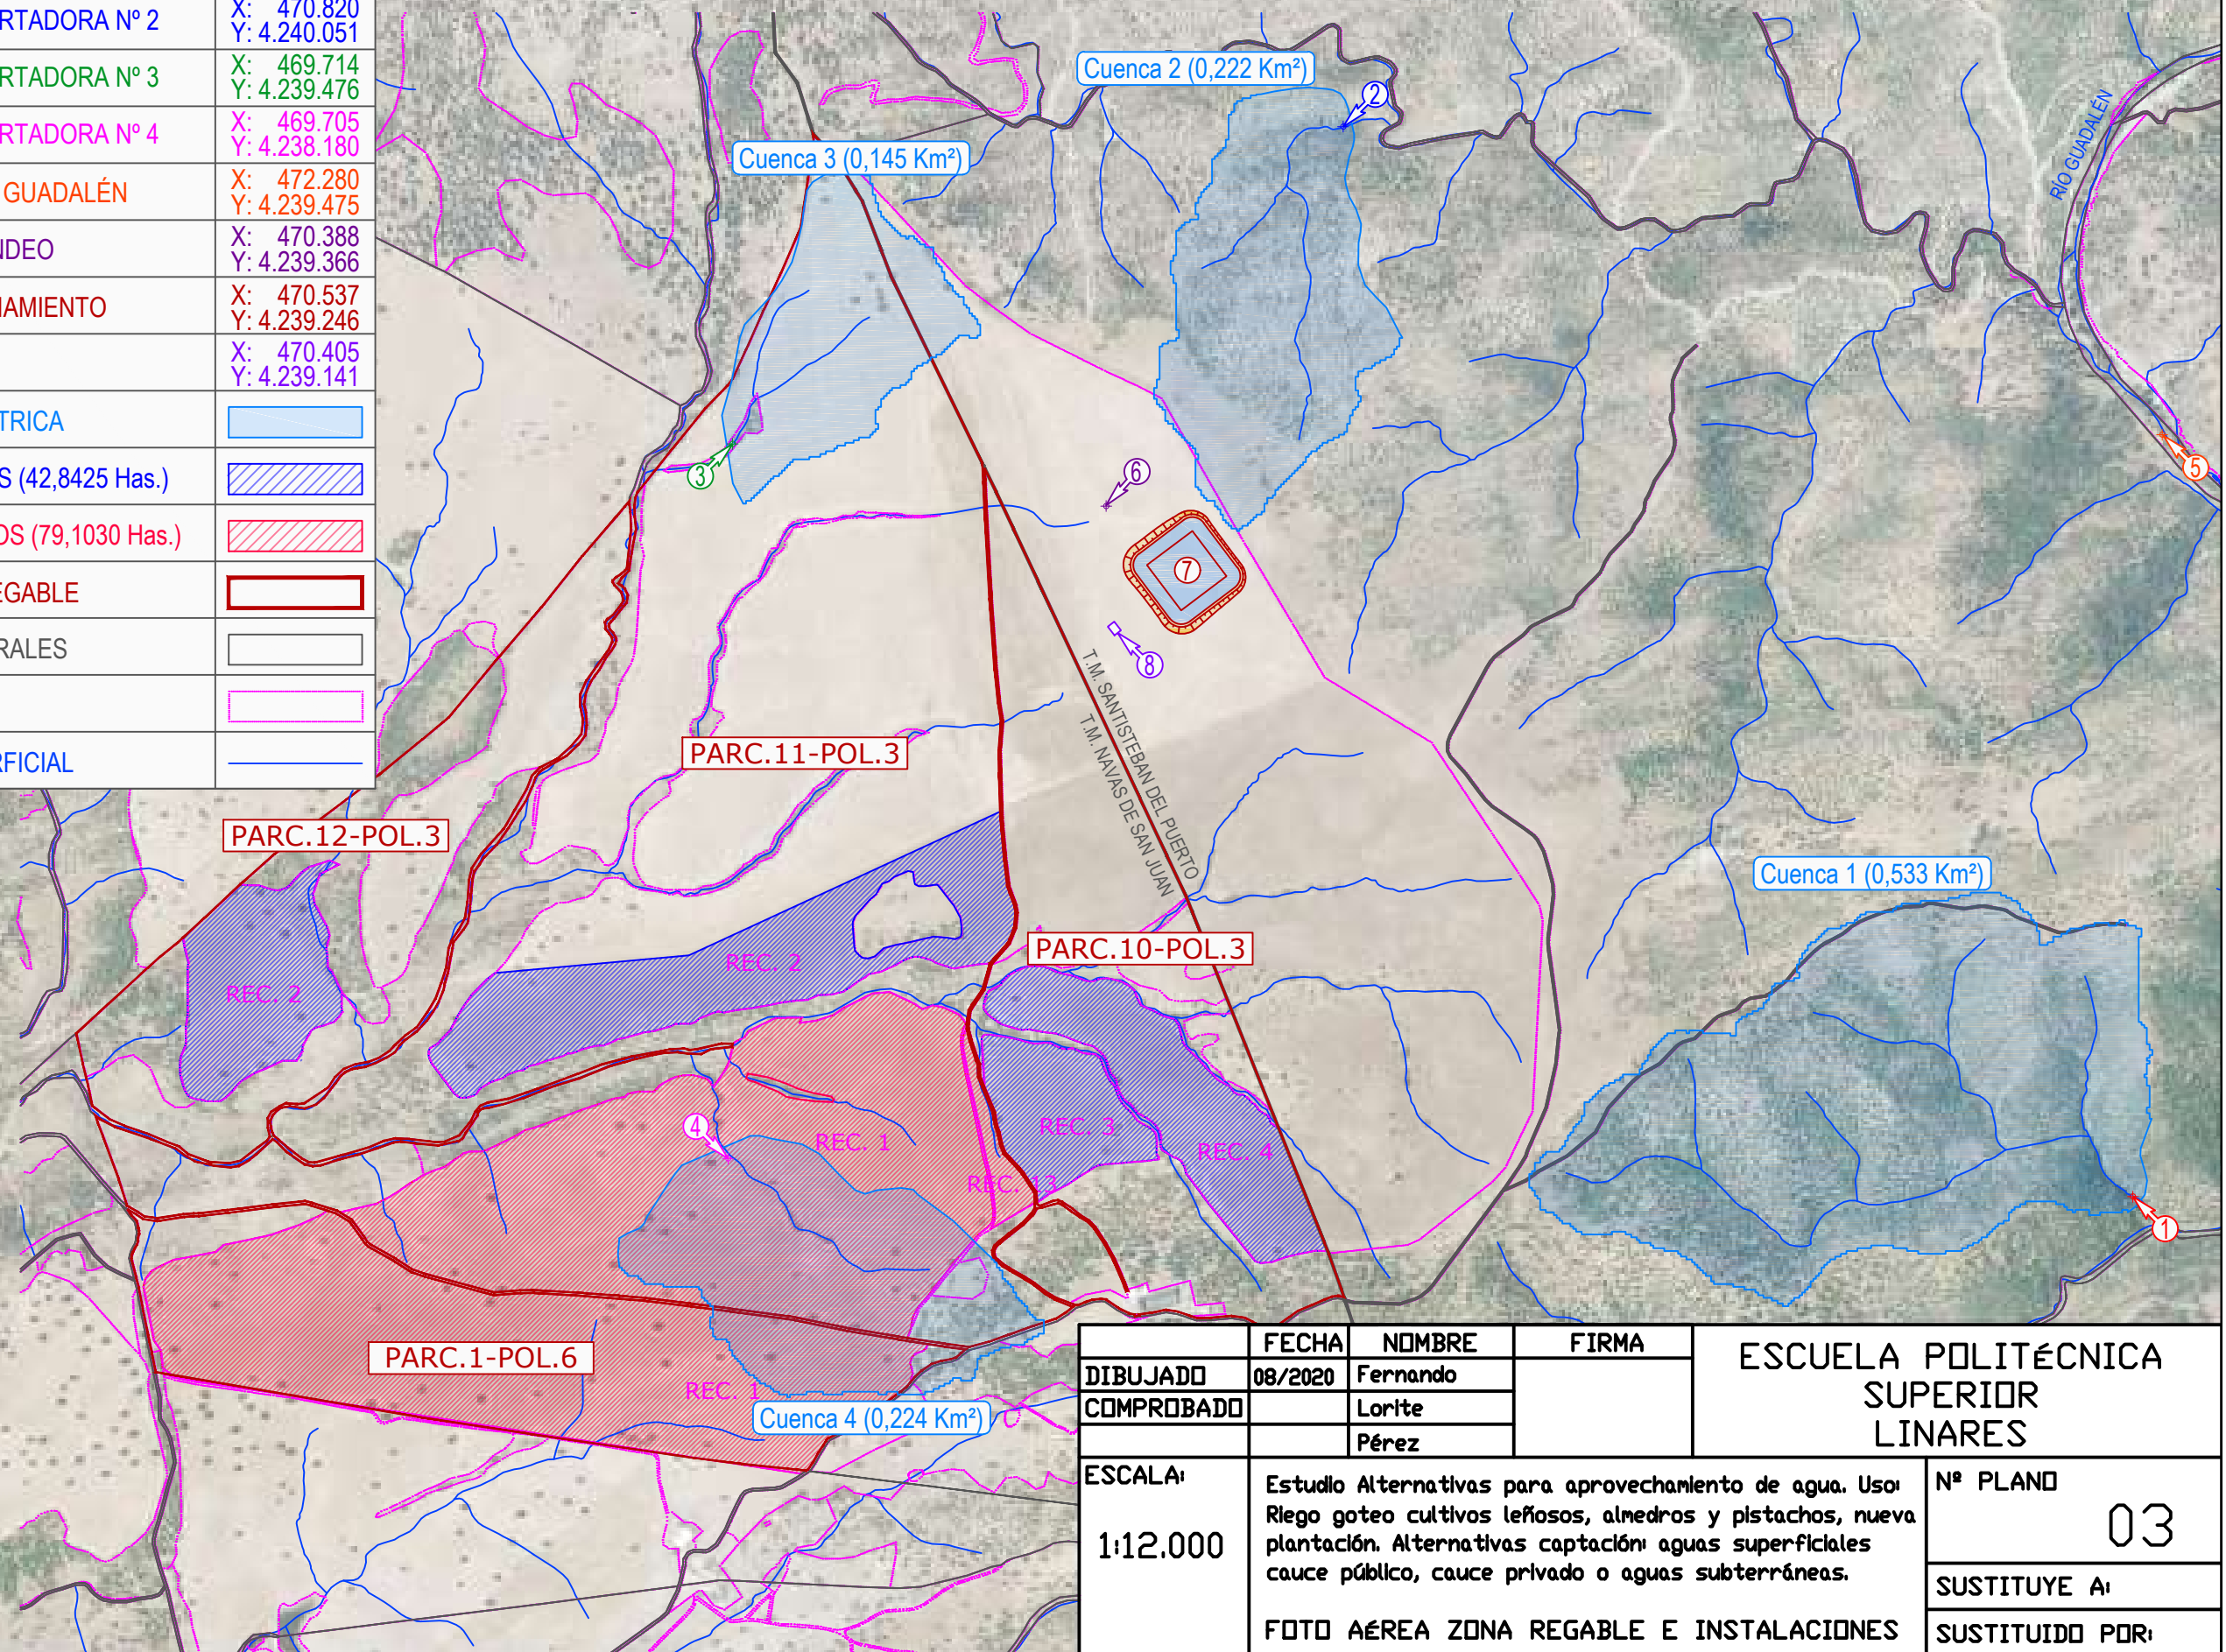 RTADORA Nº 2
X: 470.820
Y: 4.240.051
RTADORA Nº 3
X: 469.714
Y: 4.239.476
RTADORA Nº 4
X: 469.705
Y: 4.238.180
GUADALÉN
X: 472.280
Y: 4.239.475
NDEO
X: 470.388
Y: 4.239.366
AMIENTO
X: 470.537
Y: 4.239.246
X: 470.405
Y: 4.239.141
TRICA
S (42,8425 Has.)
OS (79,1030 Has.)
EGABLE
RALES
RFICIAL
Cuenca 2 (0,222 Km²)
2
Cuenca 3 (0,145 Km²)
RÍO GUADALÉN
3
6
5
7
8
T.M. SANTISTEBAN DEL PUERTO
T.M. NAVAS DE SAN JUAN
PARC.11-POL.3
PARC.12-POL.3
Cuenca 1 (0,533 Km²)
PARC.10-POL.3
REC. 2
REC. 2
4
REC. 1
REC. 3
REC. 4
REC. 13
1
PARC.1-POL.6
REC. 1
Cuenca 4 (0,224 Km²)
FECHA NOMBRE FIRMA
DIBUJADO 08/2020 Fernando
COMPROBADO Lorite
Pérez
ESCUELA POLITéCNICA
SUPERIOR
LINARES
ESCALA:
1:12.000
Estudio Alternativas para aprovechamiento de agua. Uso:
Riego goteo cultivos leñosos, almedros y pistachos, nueva
plantación. Alternativas captación: aguas superficiales
cauce público, cauce privado o aguas subterráneas.
FOTO AéREA ZONA REGABLE E INSTALACIONES
Nº PLANO
03
SUSTITUYE A:
SUSTITUIDO POR: